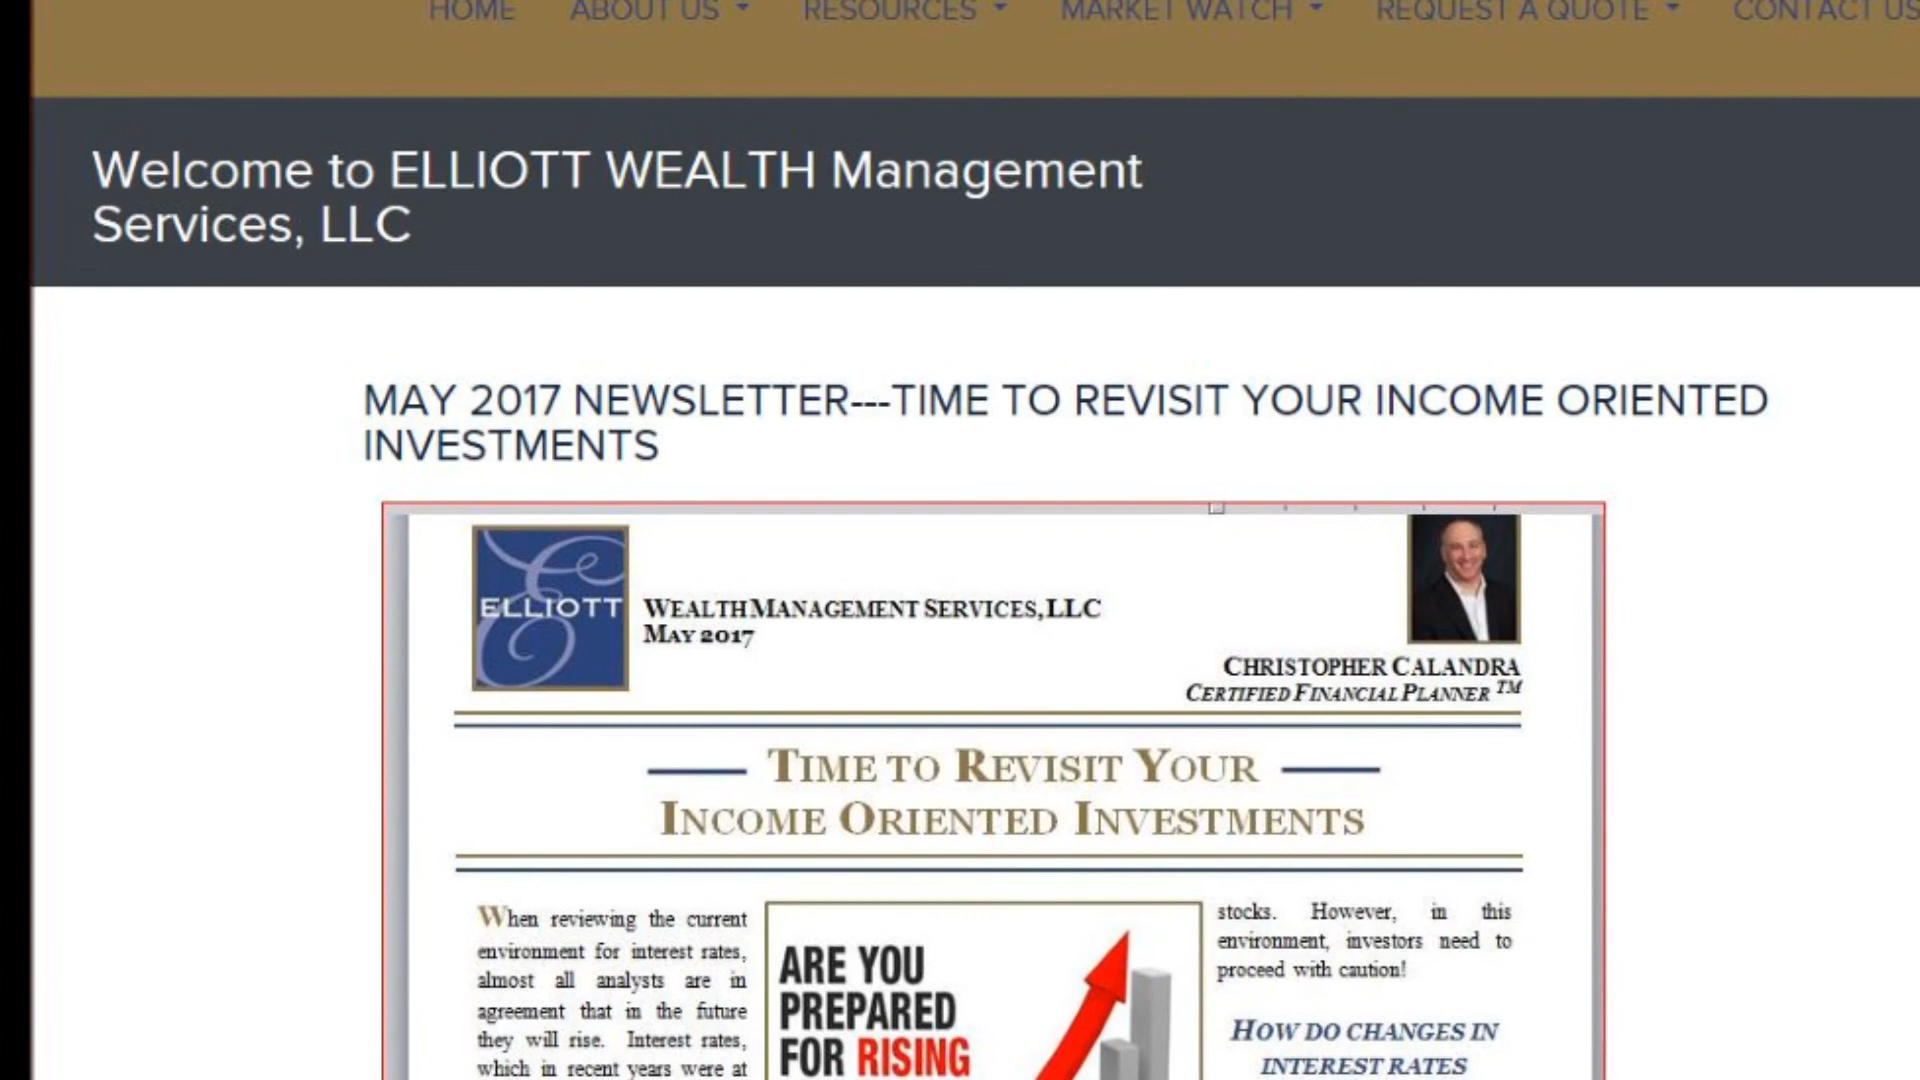 HOME ABOUT US RESOURCES MARKET WATCH REQUEST A QUOTE CONTACT US
Welcome to ELLIOTT WEALTH Management
Services, LLC
MAY 2017 NEWSLETTER---TIME TO REVISIT YOUR INCOME ORIENTED
INVESTMENTS
ELLIOTT
WEALTH MANAGEMENT SERVICES, LLC
MAY 2017
CHRISTOPHER CALANDRA
CERTIFIED FINANCIAL PLANNER TM
TIME TO REVISIT YOUR
INCOME ORIENTED INVESTMENTS
When reviewing the current
environment for interest rates,
almost all analysts are in
agreement that in the future
they will rise. Interest rates,
which in recent years were at
ARE YOU
PREPARED
FOR RISING
stocks. However, in this
environment, investors need to
proceed with caution!
HOW DO CHANGES IN
INTEREST RATES